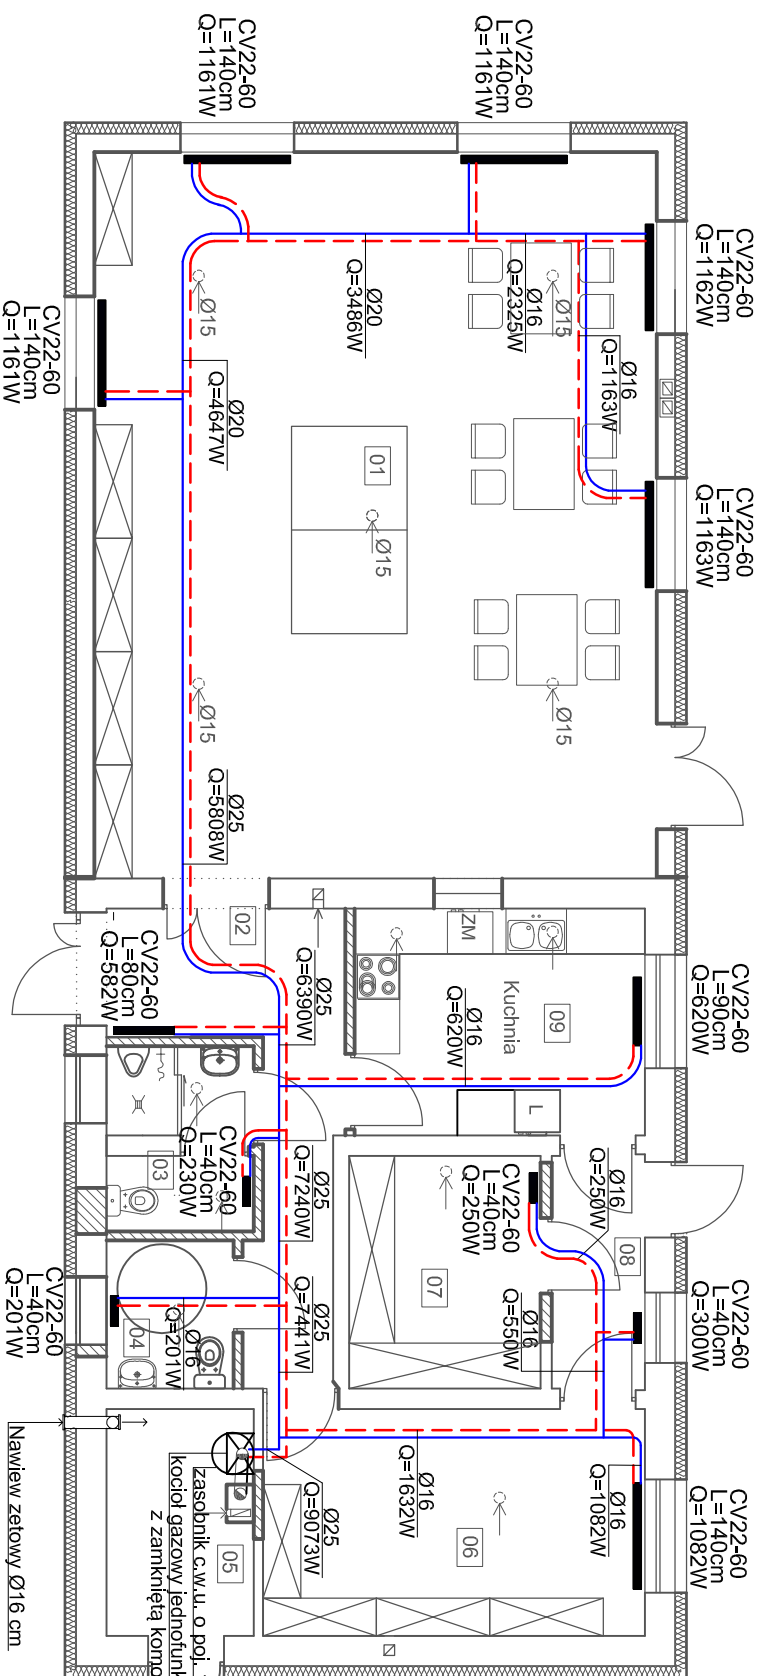 CV22-60
L=140cm
Q=1161W
CV22-60
L=140cm
Q=1161W
CV22-60
L=140cm
Q=1162W
CV22-60
L=140cm
Q=1163W
CV22-60
L=140cm
Q=1161W
Ø20
Q=3486W
Ø16
Q=2325W
Ø16
Q=1163W
Ø20
Q=4647W
Ø15
Ø15
Ø15
Ø15
Ø15
01
Ø25
Q=5808W
02
Ø25
Q=6390W
CV22-60
L=80cm
Q=582W
ZM
Kuchnia
09
Ø16
Q=620W
CV22-60
L=90cm
Q=620W
L
CV22-60
L=40cm
Q=230W
03
Ø25
Q=7240W
CV22-60
L=40cm
Q=250W
Ø16
Q=250W
08
07
Ø25
Q=7441W
Ø16
Q=550W
CV22-60
L=40cm
Q=300W
CV22-60
L=40cm
Q=201W
Ø16
Q=201W
04
Ø16
Q=1632W
Ø25
Q=9073W
Ø16
Q=1082W
CV22-60
L=140cm
Q=1082W
06
05
zasobnik c.w.u. o poj.
kocioł gazowy jednofunk
z zamkniętą komo
Nawiew zetowy Ø16 cm